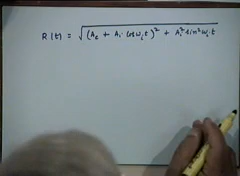 R(t) = √(A_c + A_i cos ω_i t)² + A_i² sin² ω_i t